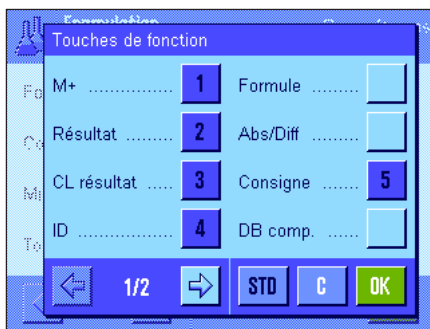 Formulation
Touches de fonction
M+ ............... 1 Formule .........
Résultat ......... 2 Abs/Diff .........
CL résultat ..... 3 Consigne ....... 5
ID .................. 4 DB comp. ......
1/2 STD C OK